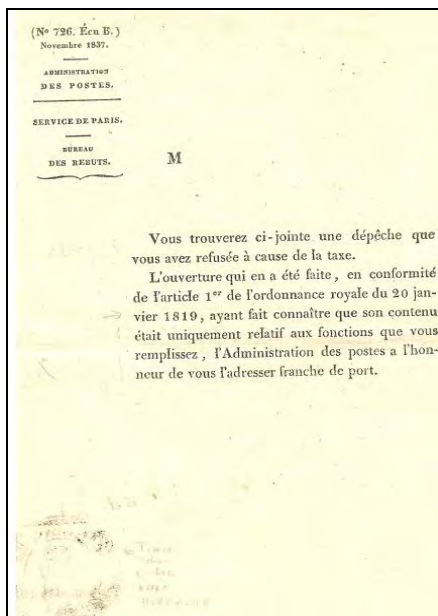 (Nº 726. Écu B.)
Novembre 1837.
ADMINISTRATION
DES POSTES.
SERVICE DE PARIS.
BUREAU
DES REBUTS.
M
Vous trouverez ci-jointe une dépêche que
vous avez refusée à cause de la taxe.
L'ouverture qui en a été faite, en conformité
de l'article 1er de l'ordonnance royale du 20 jan-
vier 1819, ayant fait connaître que son contenu
était uniquement relatif aux fonctions que vous
remplissez, l'Administration des postes a l'hon-
neur de vous l'adresser franche de port.